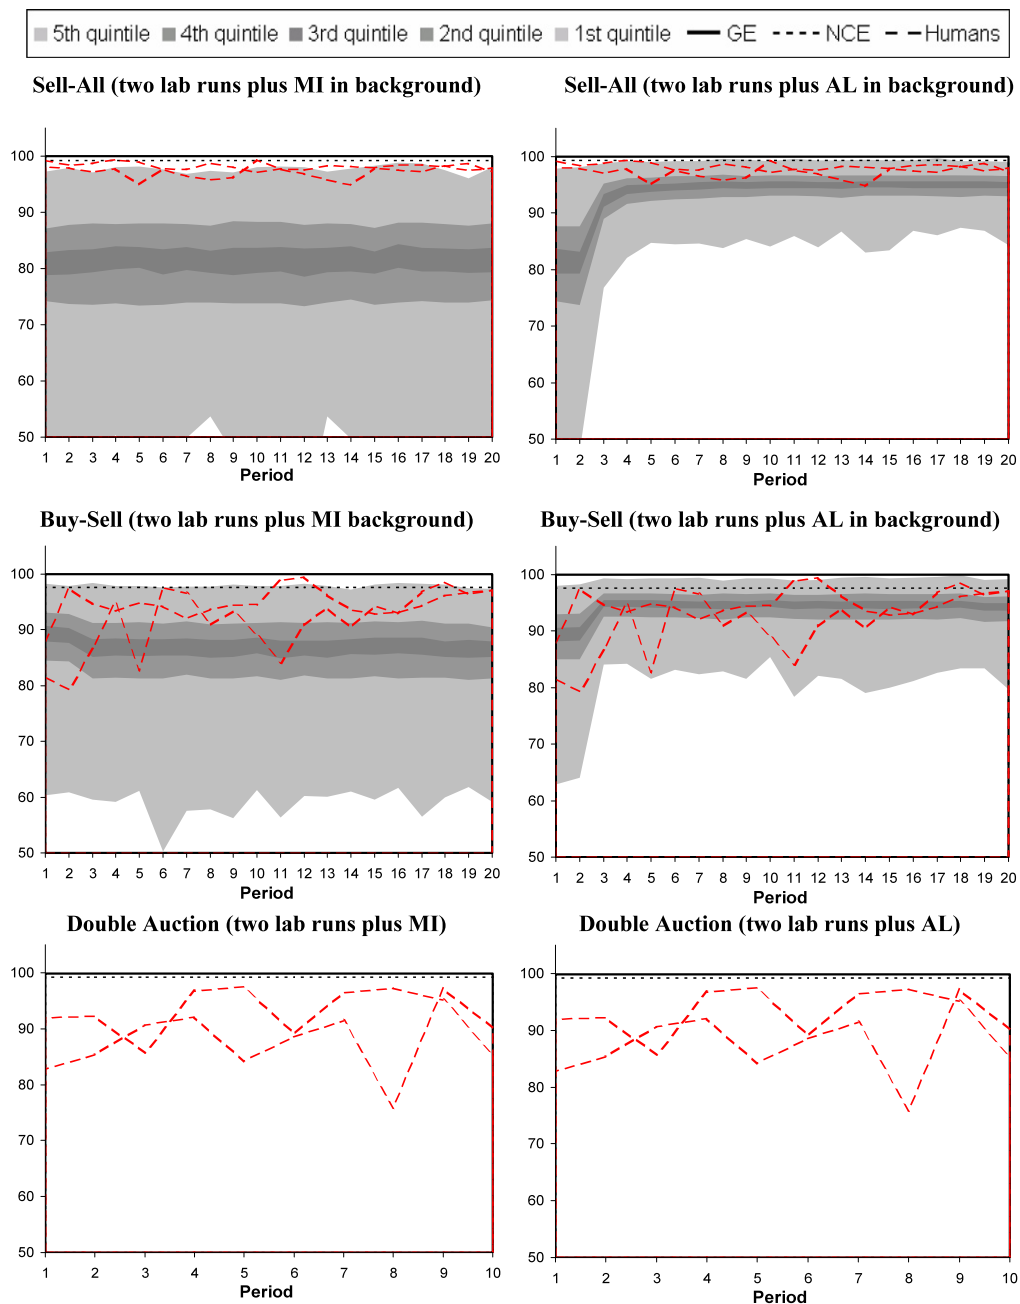 5th quintile 4th quintile 3rd quintile 2nd quintile 1st quintile GE NCE Humans
Sell-All (two lab runs plus MI in background)
100
90
80
70
60
50
1 2 3 4 5 6 7 8 9 10 11 12 13 14 15 16 17 18 19 20
Period
Sell-All (two lab runs plus AL in background)
100
90
80
70
60
50
1 2 3 4 5 6 7 8 9 10 11 12 13 14 15 16 17 18 19 20
Period
Buy-Sell (two lab runs plus MI background)
100
90
80
70
60
50
1 2 3 4 5 6 7 8 9 10 11 12 13 14 15 16 17 18 19 20
Period
Buy-Sell (two lab runs plus AL in background)
100
90
80
70
60
50
1 2 3 4 5 6 7 8 9 10 11 12 13 14 15 16 17 18 19 20
Period
Double Auction (two lab runs plus MI)
100
90
80
70
60
50
1 2 3 4 5 6 7 8 9 10
Period
Double Auction (two lab runs plus AL)
100
90
80
70
60
50
1 2 3 4 5 6 7 8 9 10
Period